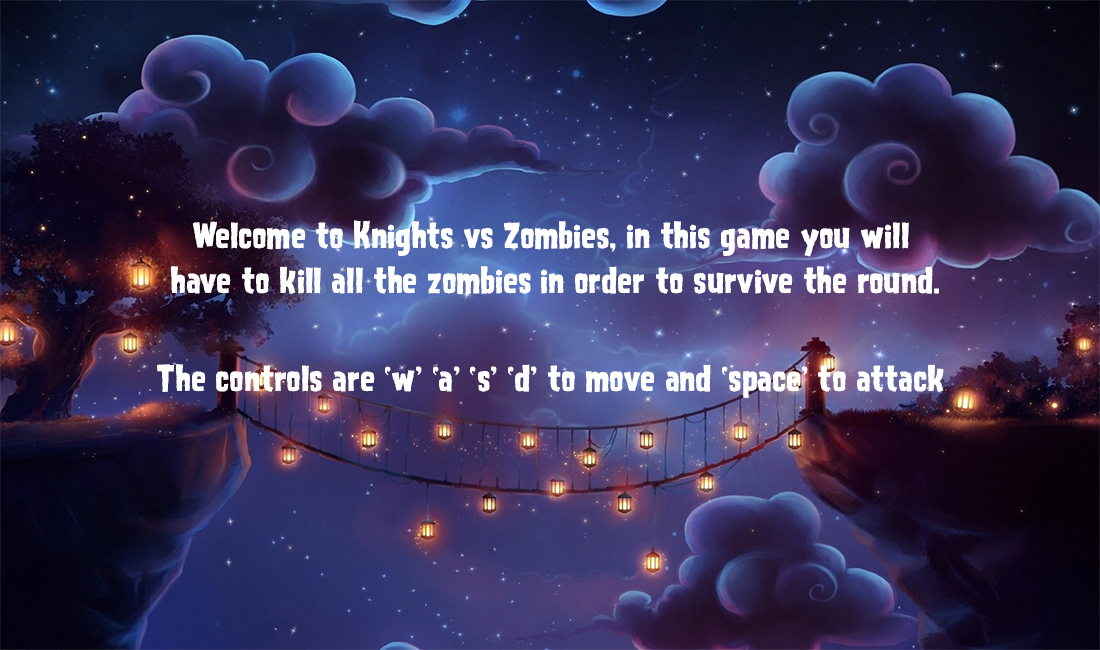 Welcome to Knights vs Zombies, in this game you will
have to kill all the zombies in order to survive the round.
The controls are ‘w’ ‘a’ ‘s’ ‘d’ to move and ‘space’ to attack